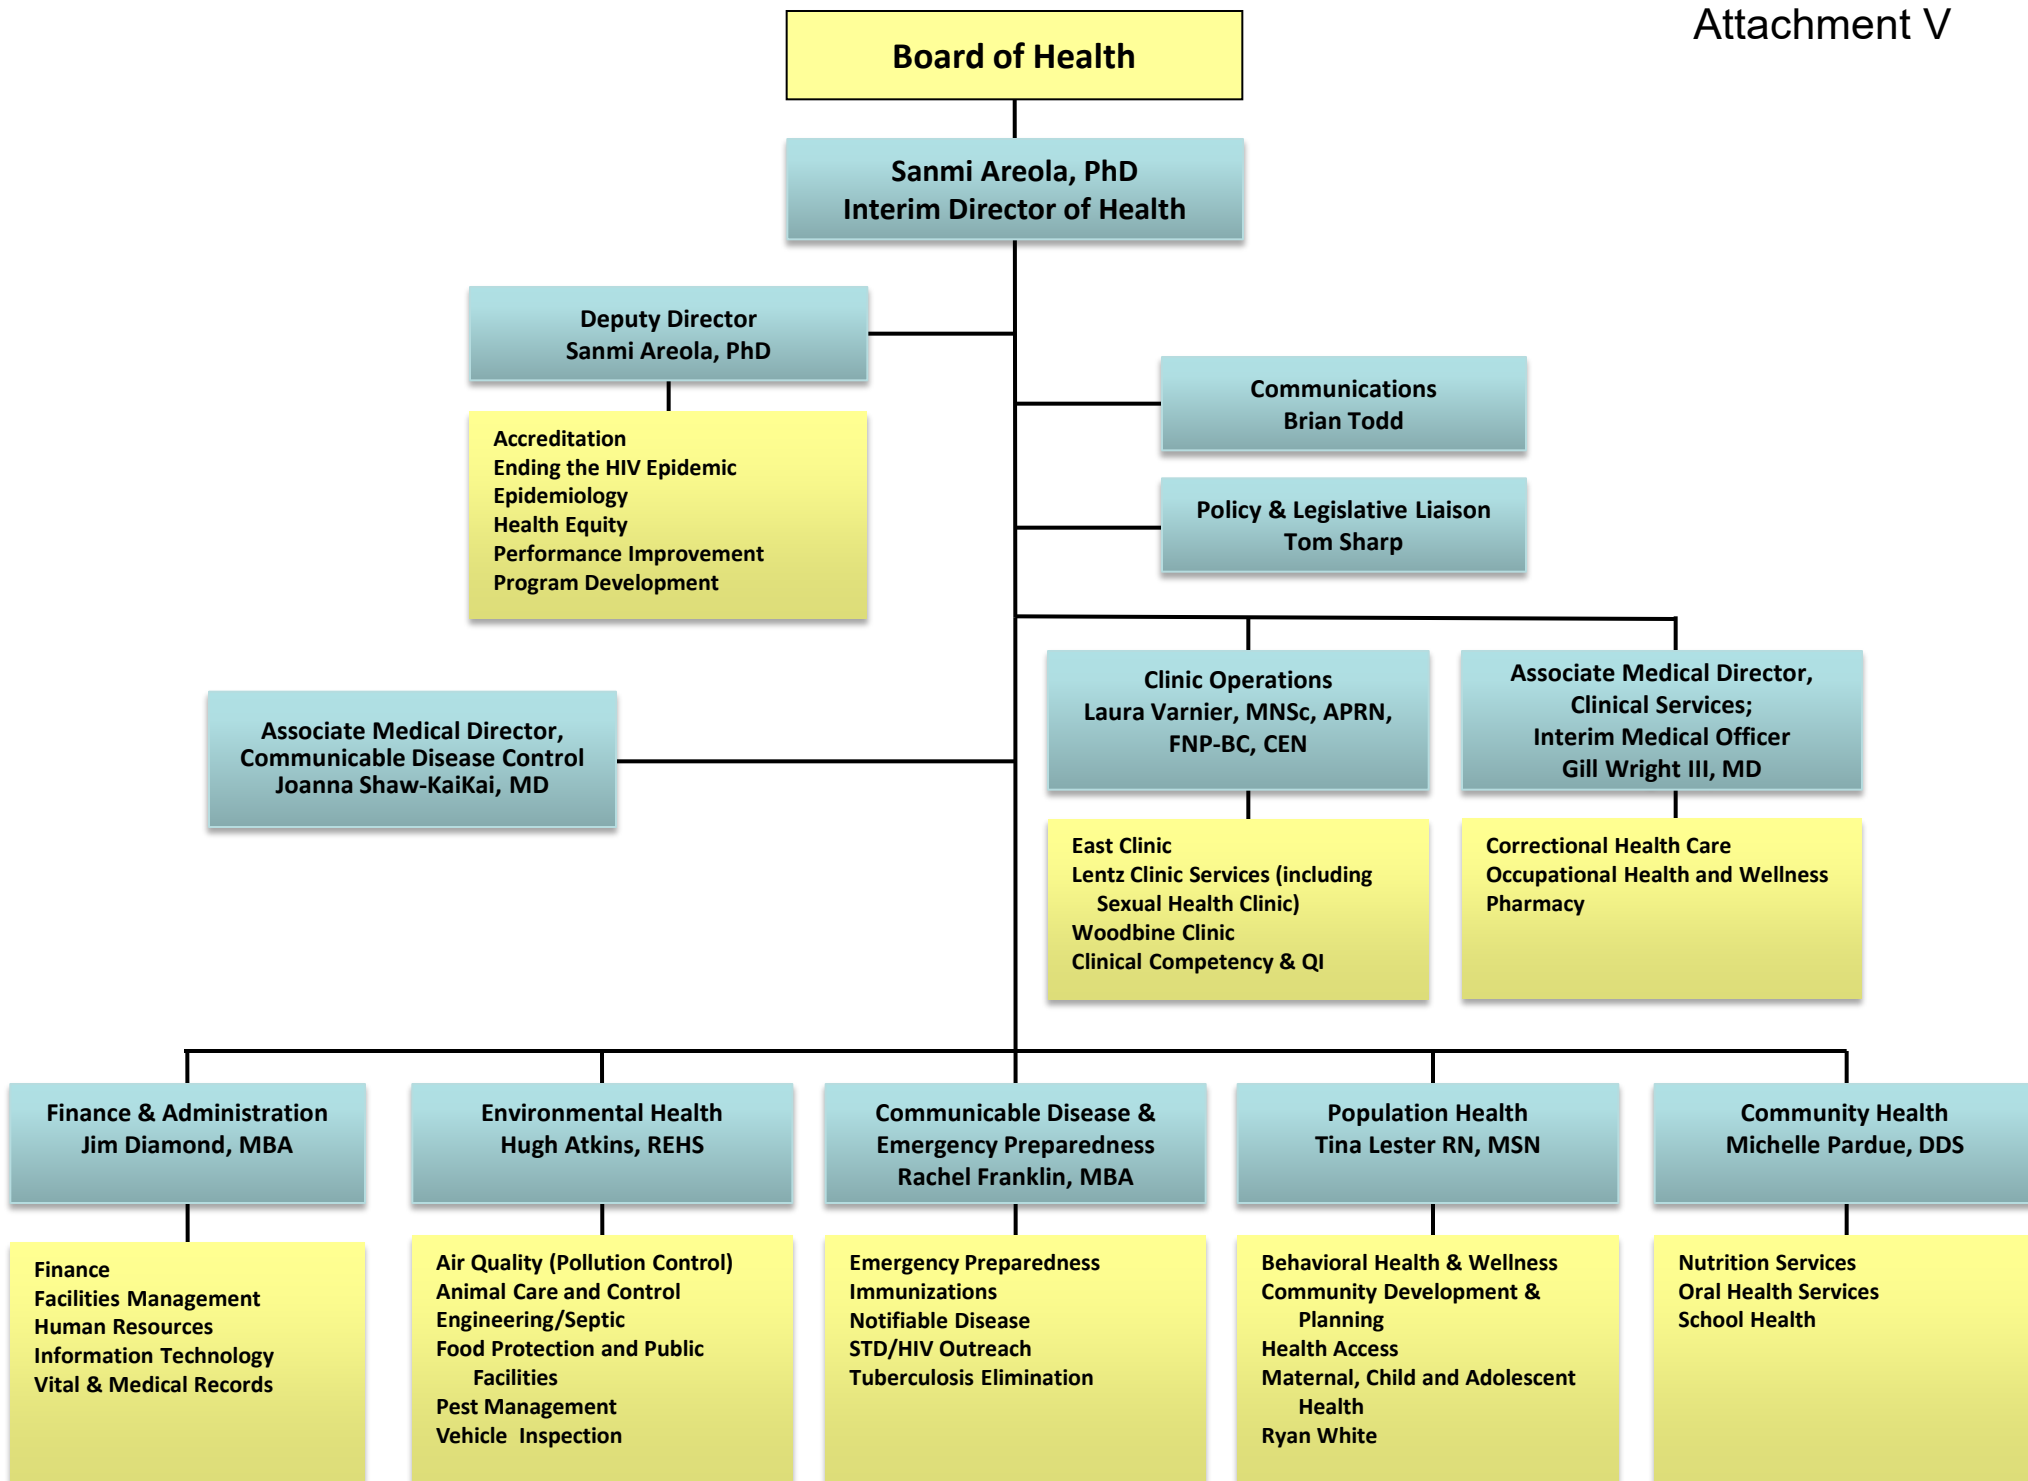 Attachment V
Board of Health
Sanmi Areola, PhD
Interim Director of Health
Deputy Director
Sanmi Areola, PhD
Accreditation
Ending the HIV Epidemic
Epidemiology
Health Equity
Performance Improvement
Program Development
Communications
Brian Todd
Policy & Legislative Liaison
Tom Sharp
Associate Medical Director,
Communicable Disease Control
Joanna Shaw-KaiKai, MD
Clinic Operations
Laura Varnier, MNSc, APRN,
FNP-BC, CEN
East Clinic
Lentz Clinic Services (including
Sexual Health Clinic)
Woodbine Clinic
Clinical Competency & QI
Associate Medical Director,
Clinical Services;
Interim Medical Officer
Gill Wright III, MD
Correctional Health Care
Occupational Health and Wellness
Pharmacy
Finance & Administration
Jim Diamond, MBA
Finance
Facilities Management
Human Resources
Information Technology
Vital & Medical Records
Environmental Health
Hugh Atkins, REHS
Air Quality (Pollution Control)
Animal Care and Control
Engineering/Septic
Food Protection and Public
Facilities
Pest Management
Vehicle Inspection
Communicable Disease &
Emergency Preparedness
Rachel Franklin, MBA
Emergency Preparedness
Immunizations
Notifiable Disease
STD/HIV Outreach
Tuberculosis Elimination
Population Health
Tina Lester RN, MSN
Behavioral Health & Wellness
Community Development &
Planning
Health Access
Maternal, Child and Adolescent
Health
Ryan White
Community Health
Michelle Pardue, DDS
Nutrition Services
Oral Health Services
School Health